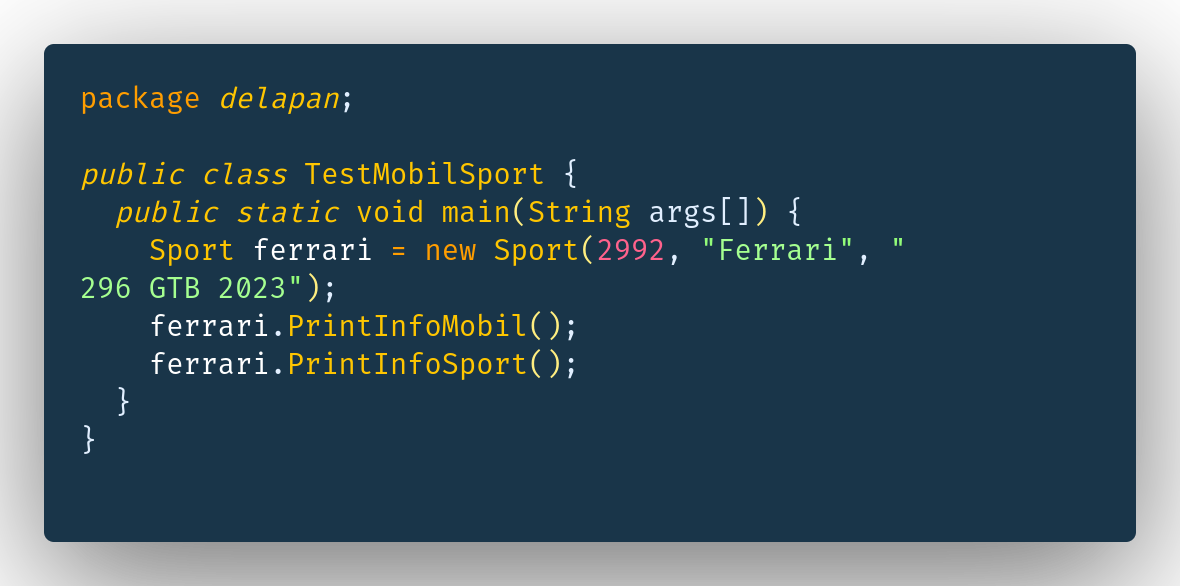 package delapan;

public class TestMobilSport {
  public static void main(String args[]) {
    Sport ferrari = new Sport(2992, "Ferrari", "
296 GTB 2023");
    ferrari.PrintInfoMobil();
    ferrari.PrintInfoSport();
  }
}